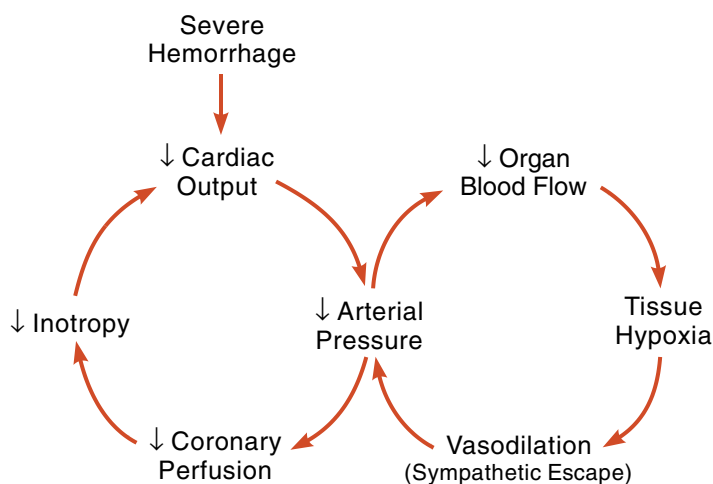 Severe
Hemorrhage
↓ Cardiac
Output
↓ Organ
Blood Flow
↓ Inotropy
↓ Arterial
Pressure
Tissue
Hypoxia
↓ Coronary
Perfusion
Vasodilation
(Sympathetic Escape)